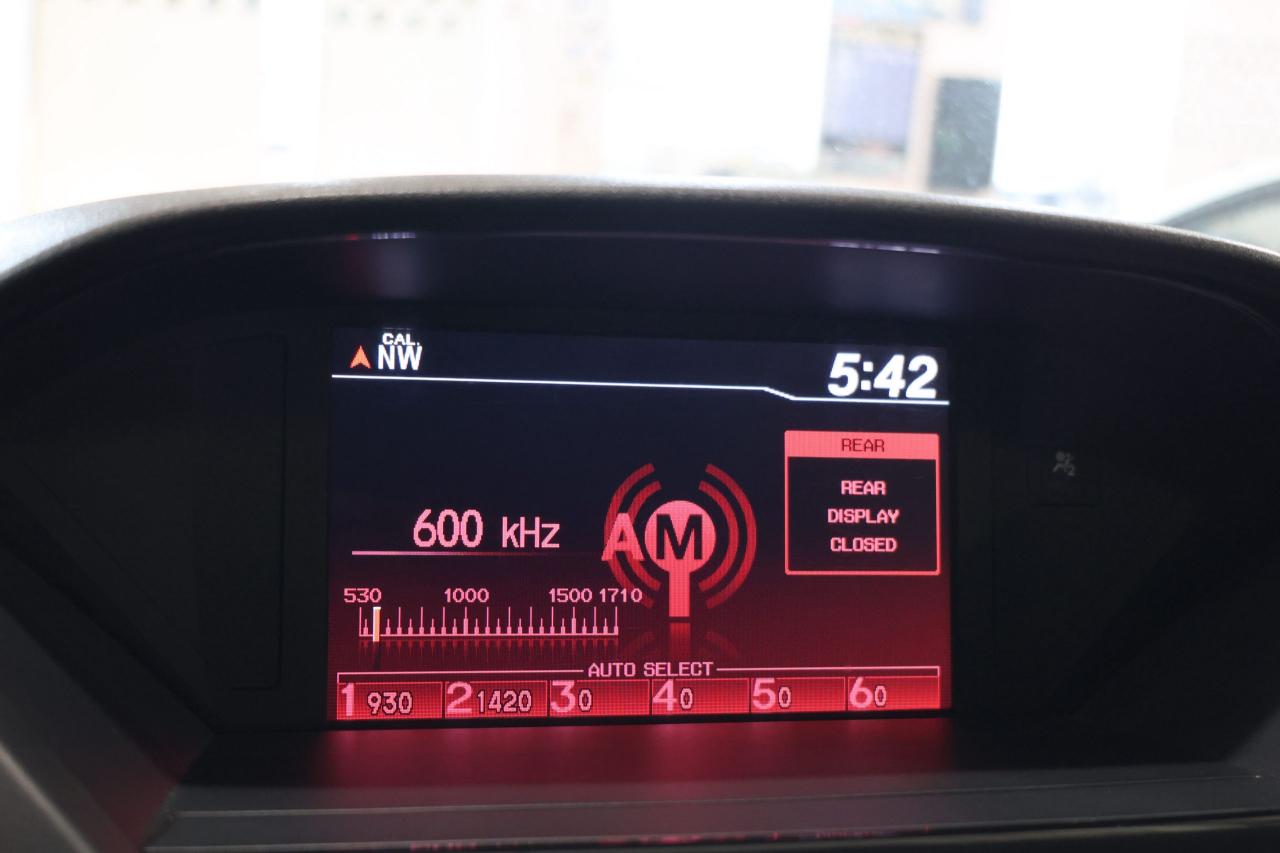 CAL.
NW
5:42
REAR
REAR
DISPLAY
CLOSED
600 kHz
AM
530 1000 1500 1710
AUTO SELECT
1 930 2 1420 3 0 4 0 5 0 6 0